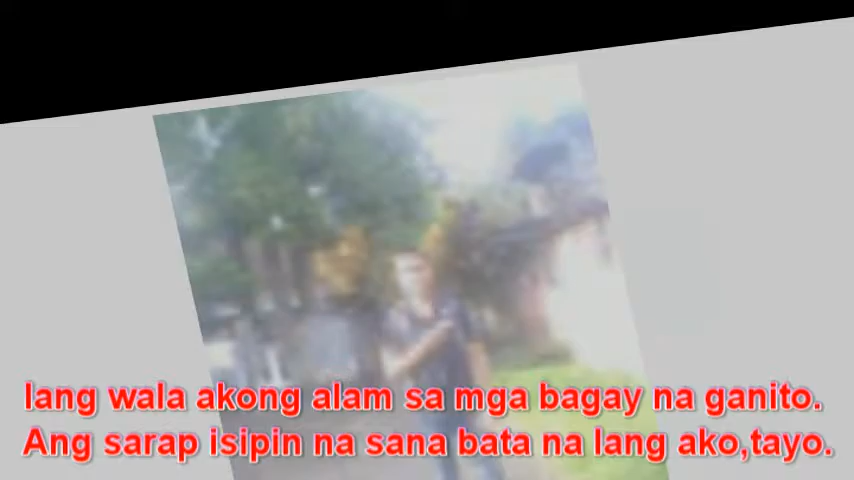 lang wala akong alam sa mga bagay na ganito.
Ang sarap isipin na sana bata na lang ako,tayo.